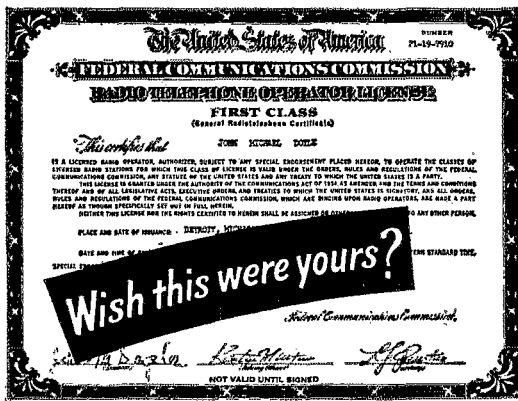 The United States of America
NUMBER
P1-19-7910
FEDERAL COMMUNICATIONS COMMISSION
RADIO TELEPHONE OPERATOR LICENSE
FIRST CLASS
(General Radiotelephone Certificate)
This certifies that JOHN MICHAEL DOYLE
IS A LICENSED RADIO OPERATOR, AUTHORIZED, SUBJECT TO ANY SPECIAL ENDORSEMENT PLACED HEREON, TO OPERATE THE CLASSES OF
LICENSED RADIO STATIONS FOR WHICH THIS CLASS OF LICENSE IS VALID UNDER THE ORDERS, RULES AND REGULATIONS OF THE FEDERAL
COMMUNICATIONS COMMISSION, ANY STATUTE OF THE UNITED STATES AND ANY TREATY TO WHICH THE UNITED STATES IS A PARTY.
THIS LICENSE IS GRANTED UNDER THE AUTHORITY OF THE COMMUNICATIONS ACT OF 1934, AS AMENDED, AND THE TERMS AND CONDITIONS
THEREOF AND OF ALL LEGISLATIVE ACTS, EXECUTIVE ORDERS, AND TREATIES TO WHICH THE UNITED STATES IS SIGNATORY, AND ALL ORDERS,
RULES AND REGULATIONS OF THE FEDERAL COMMUNICATIONS COMMISSION, WHICH ARE BINDING UPON RADIO OPERATORS, ARE MADE A PART
HEREOF AS THOUGH SPECIFICALLY SET OUT IN FULL HEREIN.
NEITHER THIS LICENSE NOR THE RIGHTS CERTIFIED TO HEREIN SHALL BE ASSIGNED OR TO ANY OTHER PERSON.
PLACE AND DATE OF ISSUANCE: DETROIT,
DATE AND TIME OF STANDARD TIME,
SPECIAL
Wish this were yours?
Federal Communications Commission.
NOT VALID UNTIL SIGNED